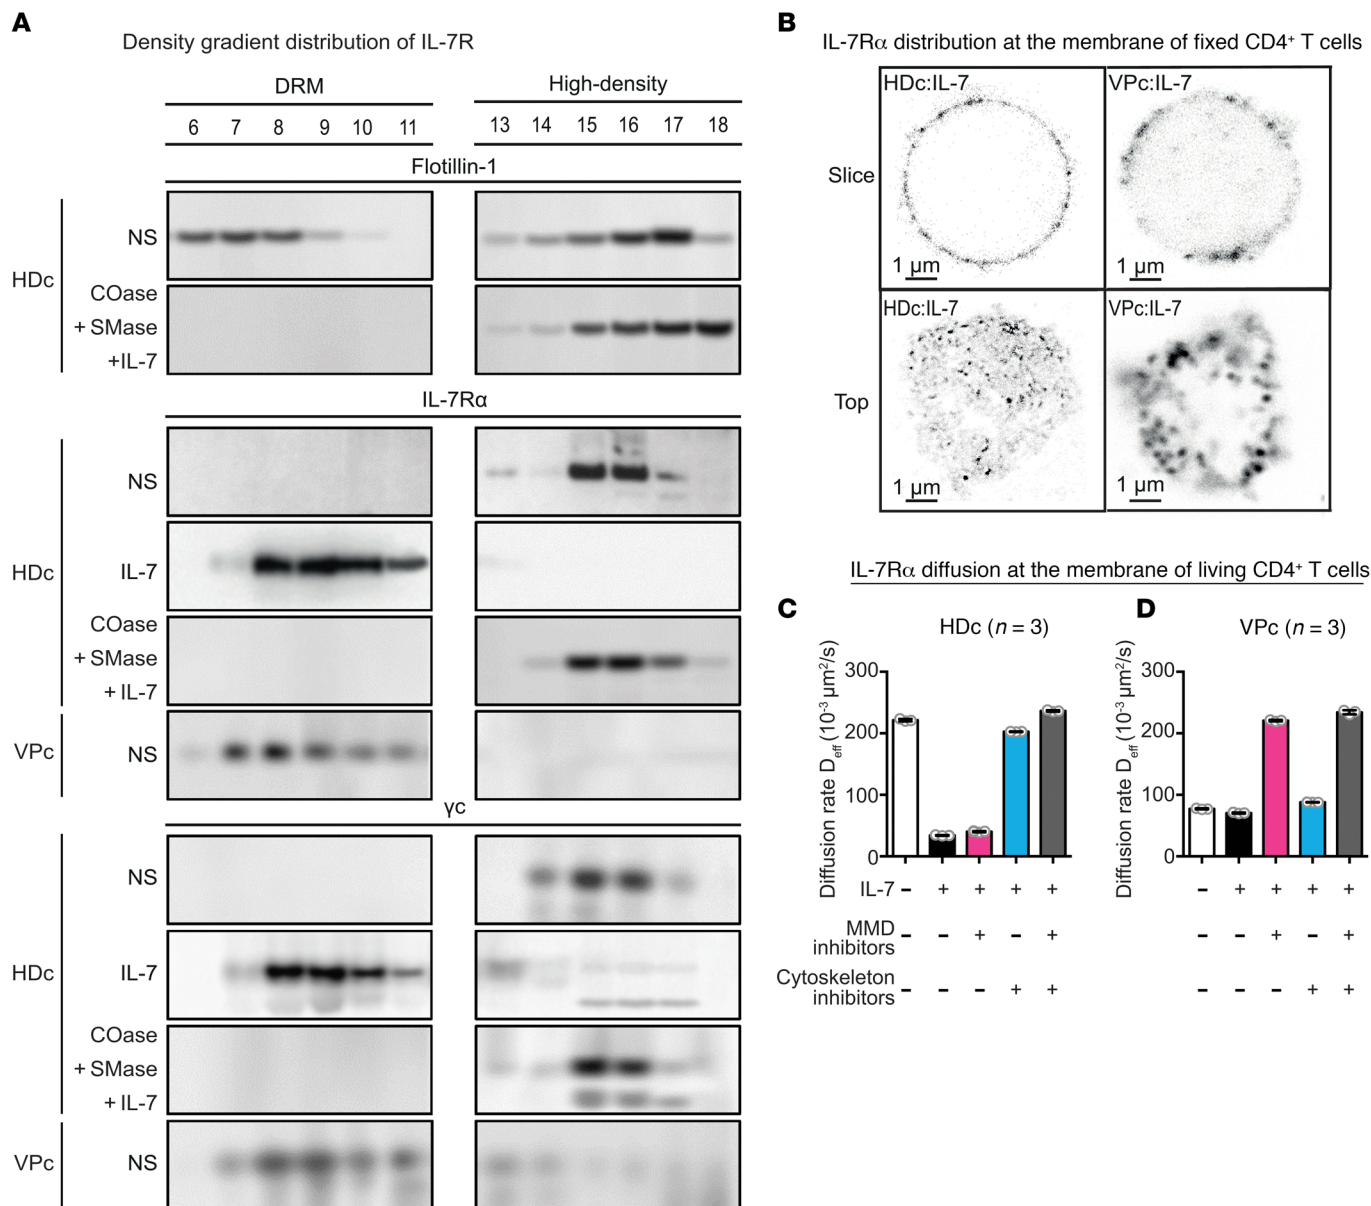 A
Density gradient distribution of IL-7R
DRM
High-density
6 7 8 9 10 11
13 14 15 16 17 18
Flotillin-1
HDc
NS
COase
+ SMase
+IL-7
IL-7Rα
HDc
NS
IL-7
COase
+ SMase
+ IL-7
VPc
NS
γc
HDc
NS
IL-7
COase
+ SMase
+ IL-7
VPc
NS
B
IL-7Rα distribution at the membrane of fixed CD4⁺ T cells
Slice
HDc:IL-7
1 µm
VPc:IL-7
1 µm
Top
HDc:IL-7
1 µm
VPc:IL-7
1 µm
IL-7Rα diffusion at the membrane of living CD4⁺ T cells
C
HDc (n = 3)
Diffusion rate Deff (10⁻³ µm²/s)
300
200
100
0
IL-7 – + + + +
MMD
inhibitors – – + – +
Cytoskeleton
inhibitors – – – + +
D
VPc (n = 3)
Diffusion rate Deff (10⁻³ µm²/s)
300
200
100
0
– + + + +
– – + – +
– – – + +